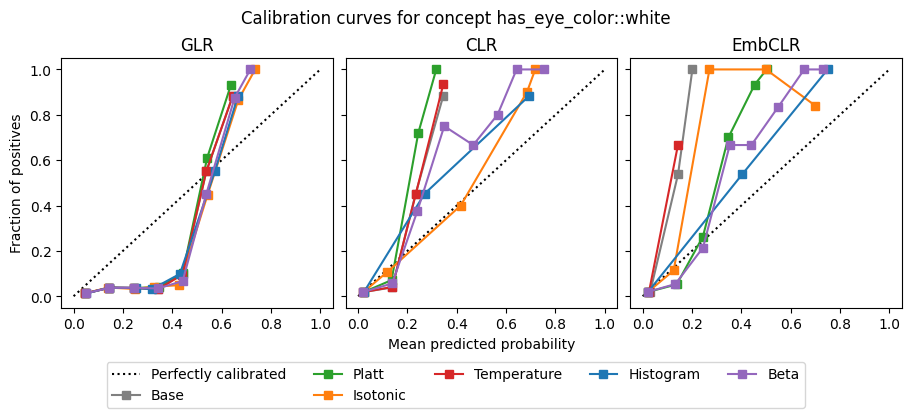 Calibration curves for concept has_eye_color::white
GLR
CLR
EmbCLR
Fraction of positives
1.0
0.8
0.6
0.4
0.2
0.0
0.0 0.2 0.4 0.6 0.8 1.0
0.0 0.2 0.4 0.6 0.8 1.0
0.0 0.2 0.4 0.6 0.8 1.0
Mean predicted probability
Perfectly calibrated Platt Temperature Histogram Beta
Base Isotonic